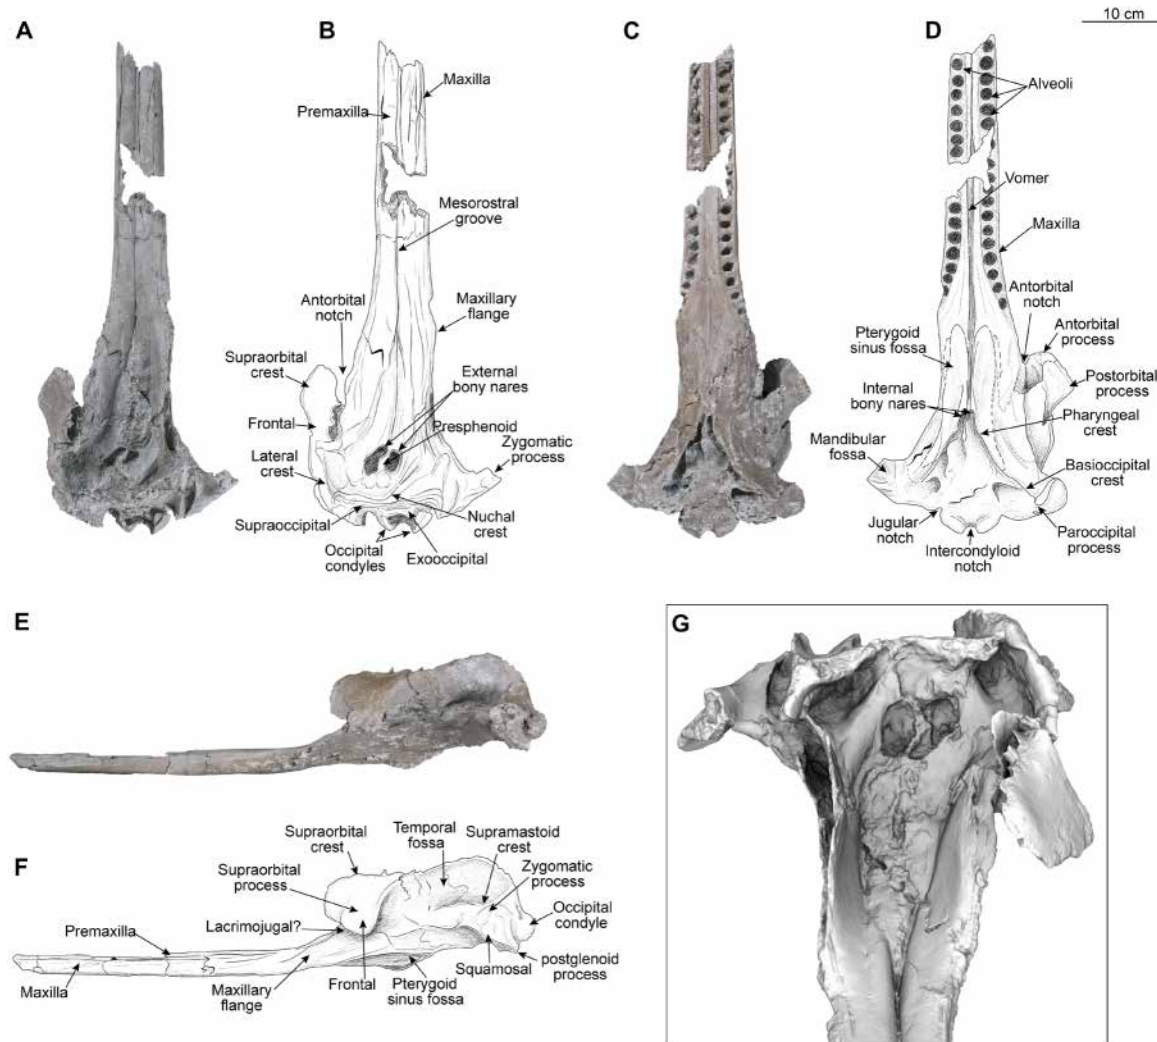 10 cm
A
B
C
D
Maxilla
Premaxilla
Alveoli
Vomer
Mesorostral
groove
Maxilla
Antorbital
notch
Maxillary
flange
Antorbital
notch
Antorbital
process
Supraorbital
crest
Pterygoid
sinus fossa
Postorbital
process
External
bony nares
Internal
bony nares
Frontal
Presphenoid
Pharyngeal
crest
Zygomatic
process
Mandibular
fossa
Lateral
crest
Basioccipital
crest
Supraoccipital
Nuchal
crest
Jugular
notch
Paroccipital
process
Occipital
condyles
Exooccipital
Intercondyloid
notch
E
G
F
Supraorbital
crest
Temporal
fossa
Supramastoid
crest
Supraorbital
process
Zygomatic
process
Occipital
condyle
Lacrimojugal?
Premaxilla
Maxilla
Maxillary
flange
Frontal
Pterygoid
sinus fossa
Squamosal
postglenoid
process